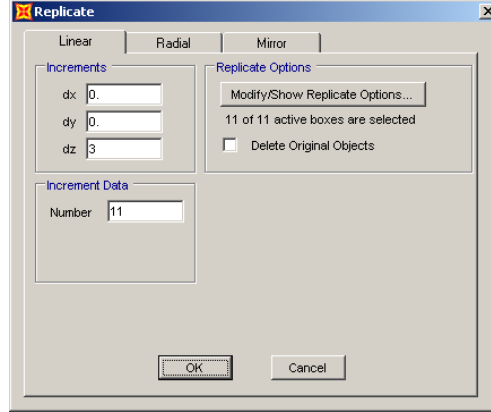 Replicate
Linear Radial Mirror
Increments
dx 0.
dy 0.
dz 3
Increment Data
Number 11
Replicate Options
Modify/Show Replicate Options...
11 of 11 active boxes are selected
Delete Original Objects
OK Cancel